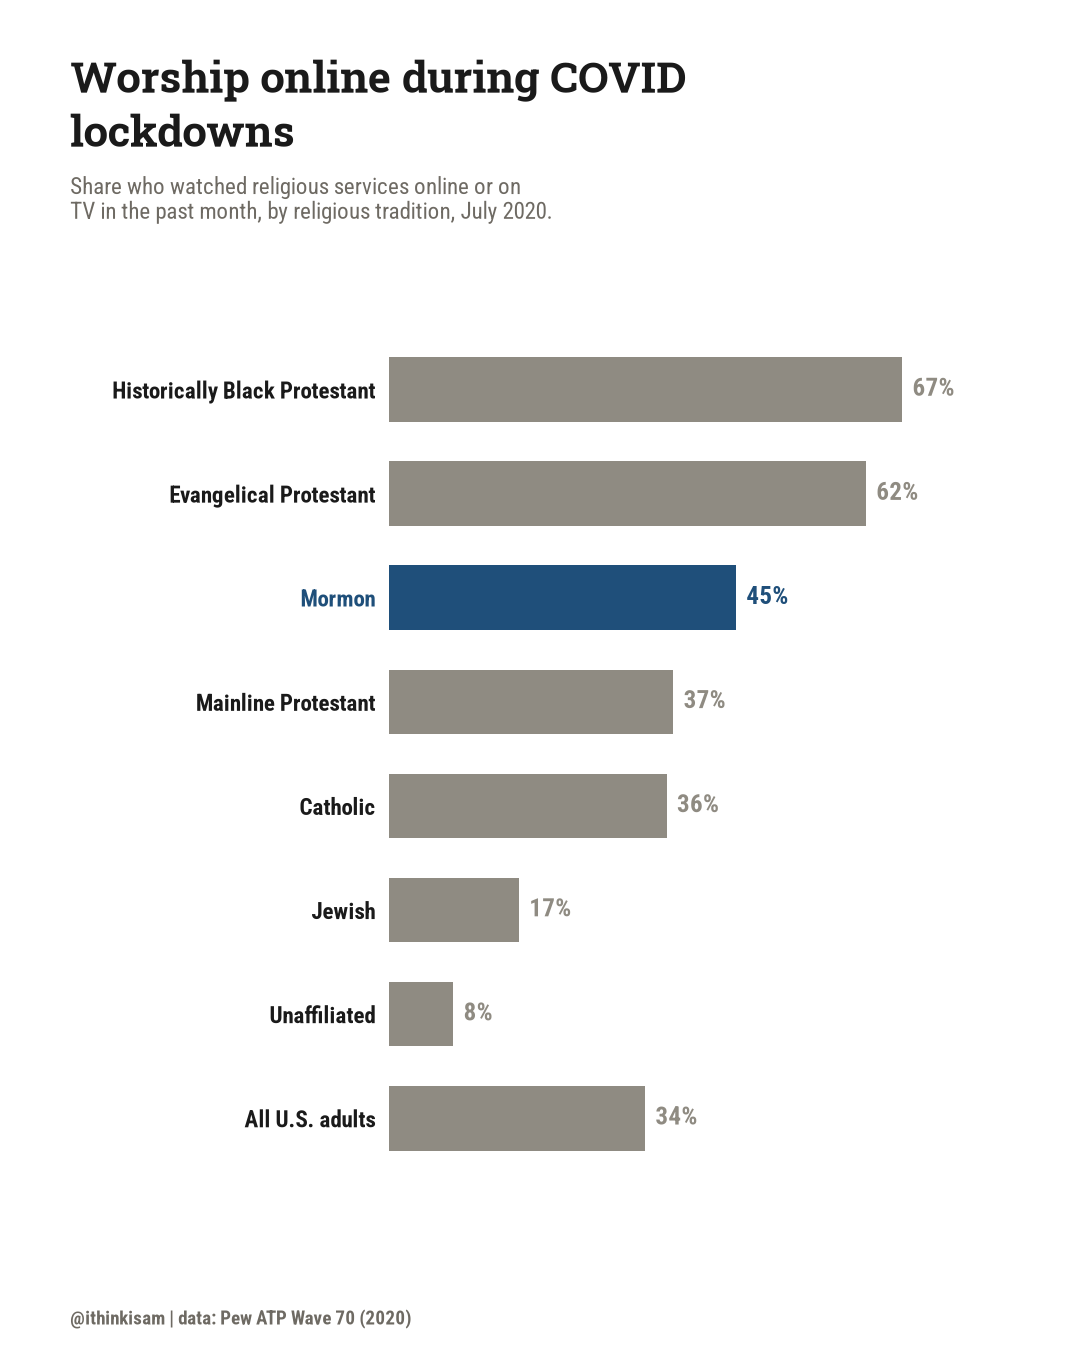 Worship online during COVID
lockdowns
Share who watched religious services online or on
TV in the past month, by religious tradition, July 2020.
Historically Black Protestant 67%
Evangelical Protestant 62%
Mormon 45%
Mainline Protestant 37%
Catholic 36%
Jewish 17%
Unaffiliated 8%
All U.S. adults 34%
@ithinkisam | data: Pew ATP Wave 70 (2020)